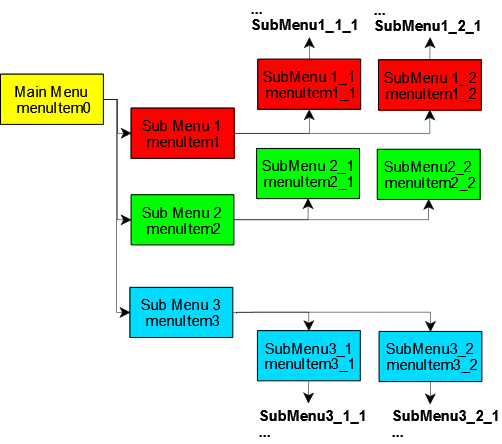 ...
SubMenu1_1_1
...
SubMenu1_2_1
Main Menu
menuItem0
SubMenu 1_1
menuItem1_1
SubMenu 1_2
menuItem1_2
Sub Menu 1
menuItem1
SubMenu 2_1
menuItem2_1
SubMenu2_2
menuItem2_2
Sub Menu 2
menuItem2
Sub Menu 3
menuItem3
SubMenu3_1
menuItem3_1
SubMenu3_2
menuItem3_2
SubMenu3_1_1
...
SubMenu3_2_1
...